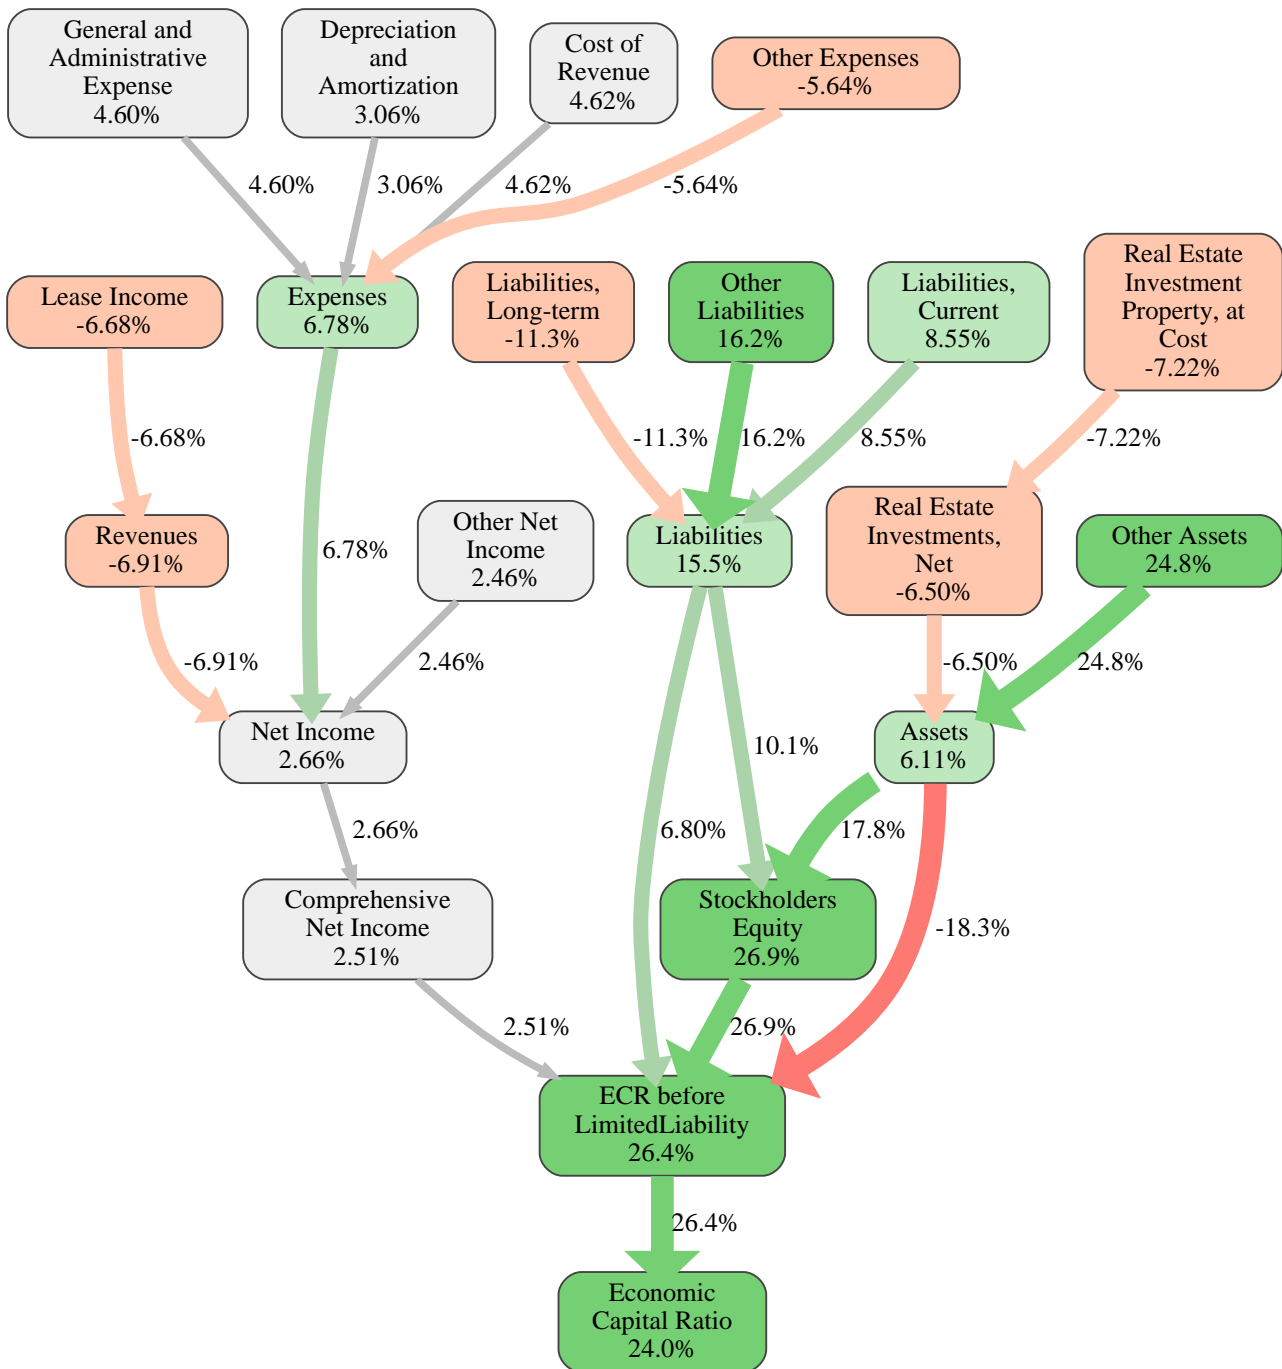 General and
Administrative
Expense
4.60%
Depreciation
and
Amortization
3.06%
Cost of
Revenue
4.62%
Other Expenses
-5.64%
4.60%
3.06%
4.62%
-5.64%
Lease Income
-6.68%
Expenses
6.78%
Liabilities,
Long-term
-11.3%
Other
Liabilities
16.2%
Liabilities,
Current
8.55%
Real Estate
Investment
Property, at
Cost
-7.22%
-6.68%
-11.3%
16.2%
8.55%
-7.22%
Revenues
-6.91%
6.78%
Other Net
Income
2.46%
Liabilities
15.5%
Real Estate
Investments,
Net
-6.50%
Other Assets
24.8%
-6.91%
2.46%
-6.50%
24.8%
Net Income
2.66%
10.1%
Assets
6.11%
2.66%
6.80%
17.8%
Comprehensive
Net Income
2.51%
Stockholders
Equity
26.9%
-18.3%
2.51%
26.9%
ECR before
LimitedLiability
26.4%
26.4%
Economic
Capital Ratio
24.0%